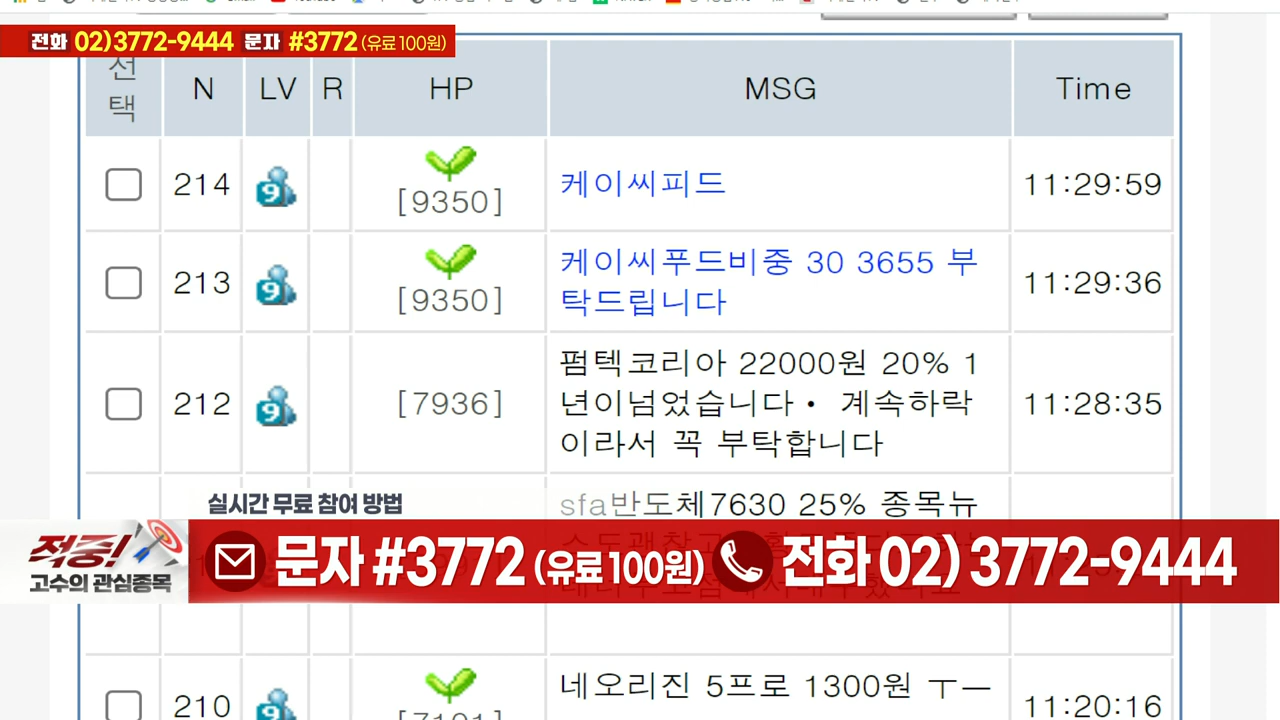 전화 02)3772-9444 문자 #3772 (유료100원)
선택 N LV R HP MSG Time
214 9 [9350] 케이씨피드 11:29:59
213 9 [9350] 케이씨푸드비중 30 3655 부
탁드립니다 11:29:36
212 9 [7936] 펌텍코리아 22000원 20% 1
년이넘었습니다· 계속하락
이라서 꼭 부탁합니다 11:28:35
실시간 무료 참여 방법
sfa반도체7630 25% 종목뉴
적중!
고수의 관심종목
문자 #3772 (유료 100원) 전화 02) 3772-9444
210 9 네오리진 5프로 1300원 ㅜㅡ 11:20:16